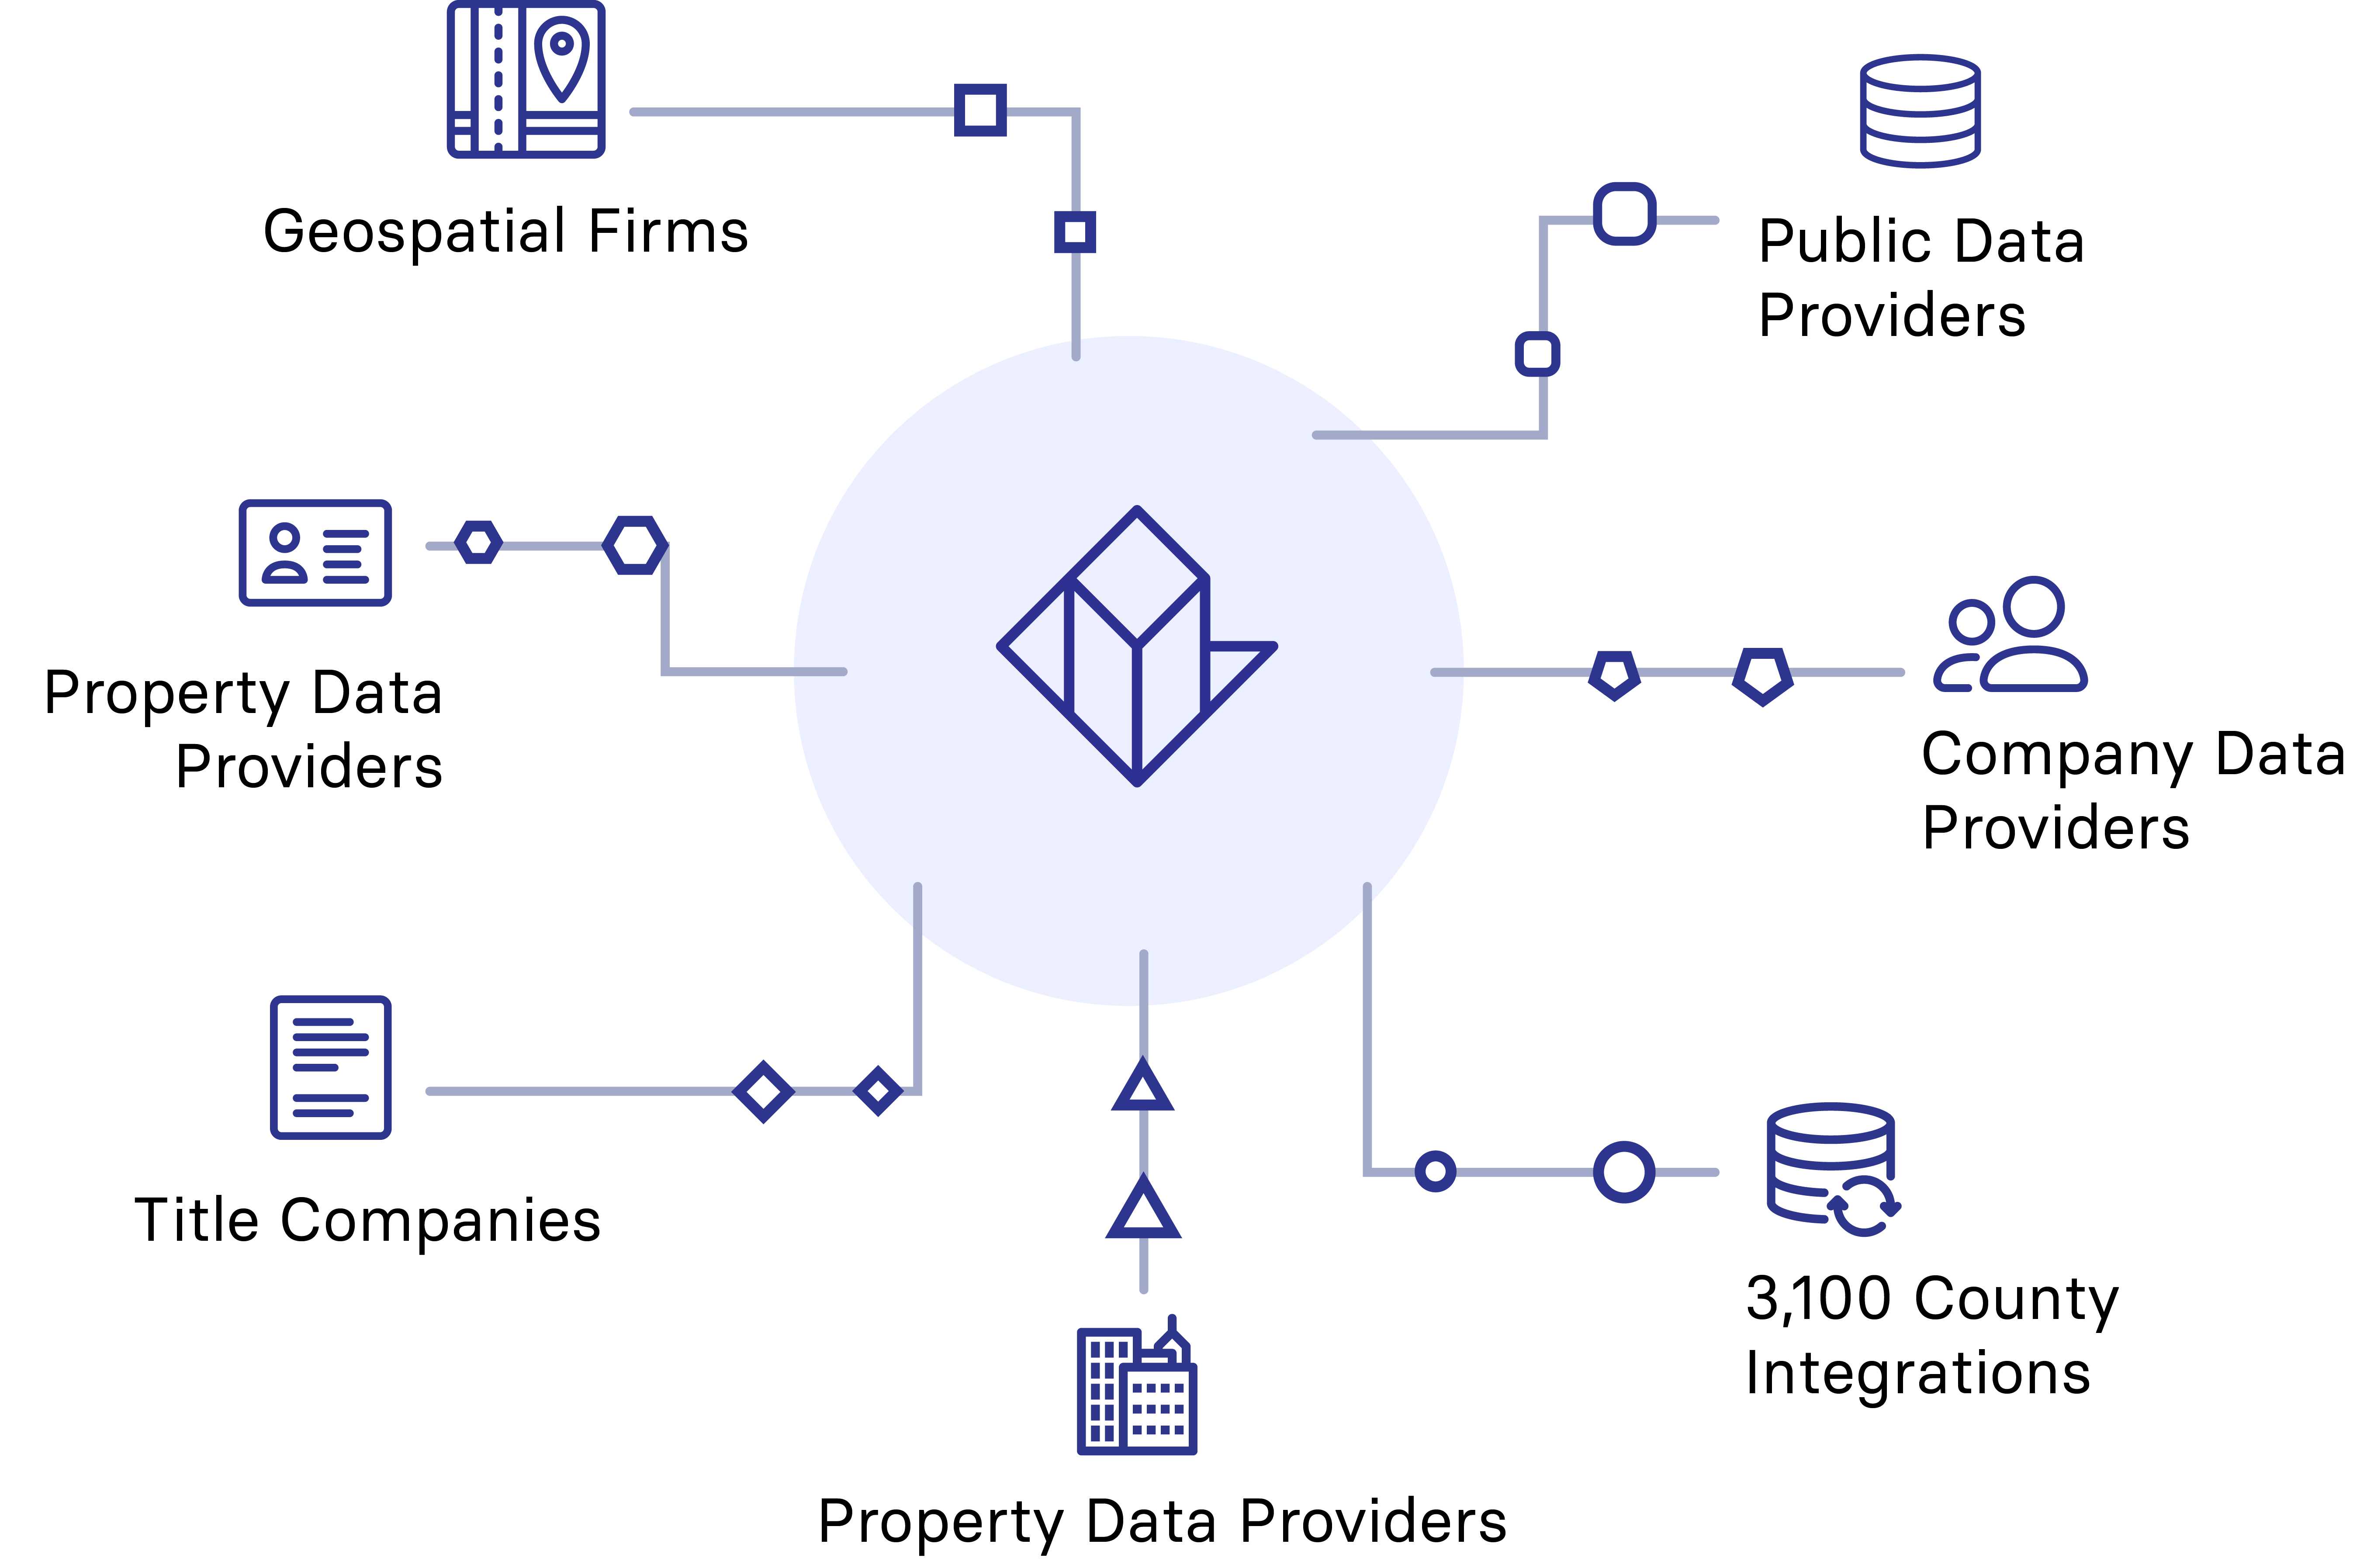 Geospatial Firms
Public Data
Providers
Property Data
Providers
Company Data
Providers
Title Companies
3,100 County
Integrations
Property Data Providers